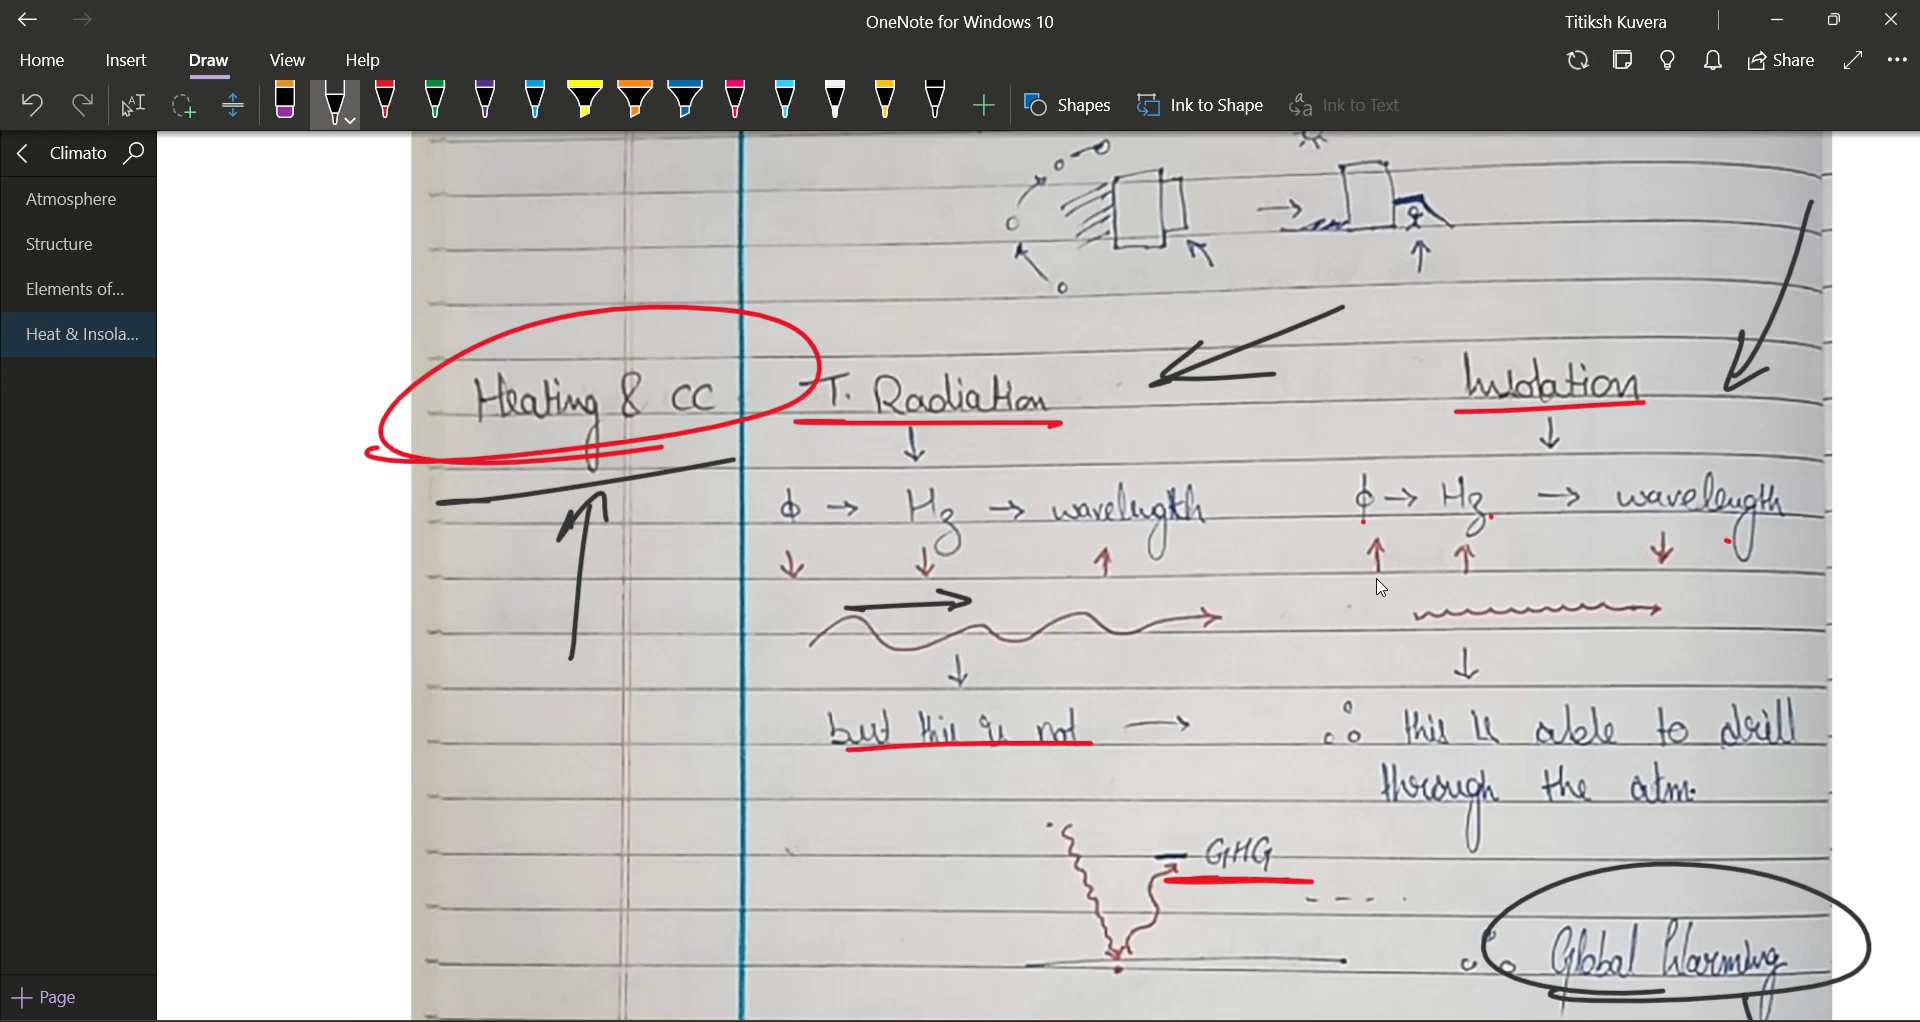 OneNote for Windows 10
Titiksh Kuvera
Home Insert Draw View Help
Share
Shapes Ink to Shape Ink to Text
Climato
Atmosphere
Structure
Elements of...
Heat & Insola...
Page
Heating & CC T. Radiation Insolation
ϕ → Hz → wavelength ϕ → Hz → wavelength
but this is not → ∴ this is able to drill
through the atm.
GHG
∴ Global Warming